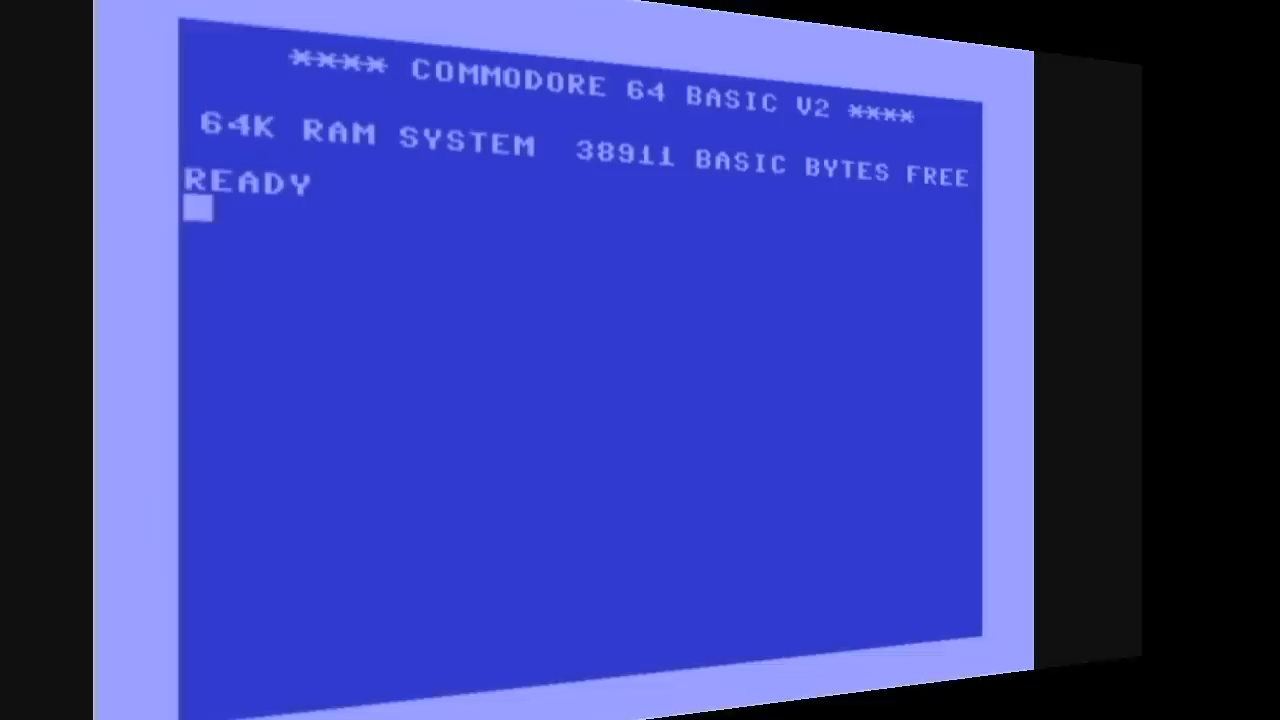 **** COMMODORE 64 BASIC V2 ****
64K RAM SYSTEM 38911 BASIC BYTES FREE
READY